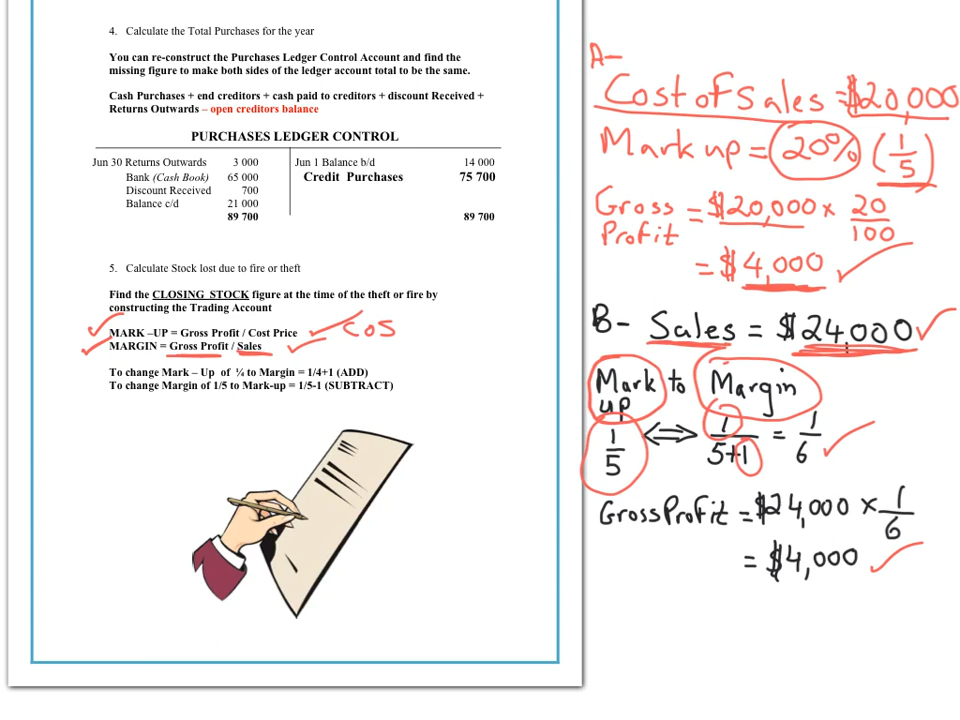 4. Calculate the Total Purchases for the year
You can re-construct the Purchases Ledger Control Account and find the
missing figure to make both sides of the ledger account total to be the same.
Cash Purchases + end creditors + cash paid to creditors + discount Received +
Returns Outwards – open creditors balance
PURCHASES LEDGER CONTROL
Jun 30 Returns Outwards 3 000 Jun 1 Balance b/d 14 000
Bank (Cash Book) 65 000 Credit Purchases 75 700
Discount Received 700
Balance c/d 21 000
89 700 89 700
5. Calculate Stock lost due to fire or theft
Find the CLOSING STOCK figure at the time of the theft or fire by
constructing the Trading Account
MARK –UP = Gross Profit / Cost Price COS
MARGIN = Gross Profit / Sales
To change Mark – Up of ¼ to Margin = 1/4+1 (ADD)
To change Margin of 1/5 to Mark-up = 1/5-1 (SUBTRACT)
A-
Cost of Sales = $20,000
Mark up = 20% (1/5)
Gross Profit = $20,000 x 20/100
= $4,000
B- Sales = $24,000
Mark up to Margin
1/5 ⇔ 1/5+1 = 1/6
Gross Profit = $24,000 x 1/6
= $4,000